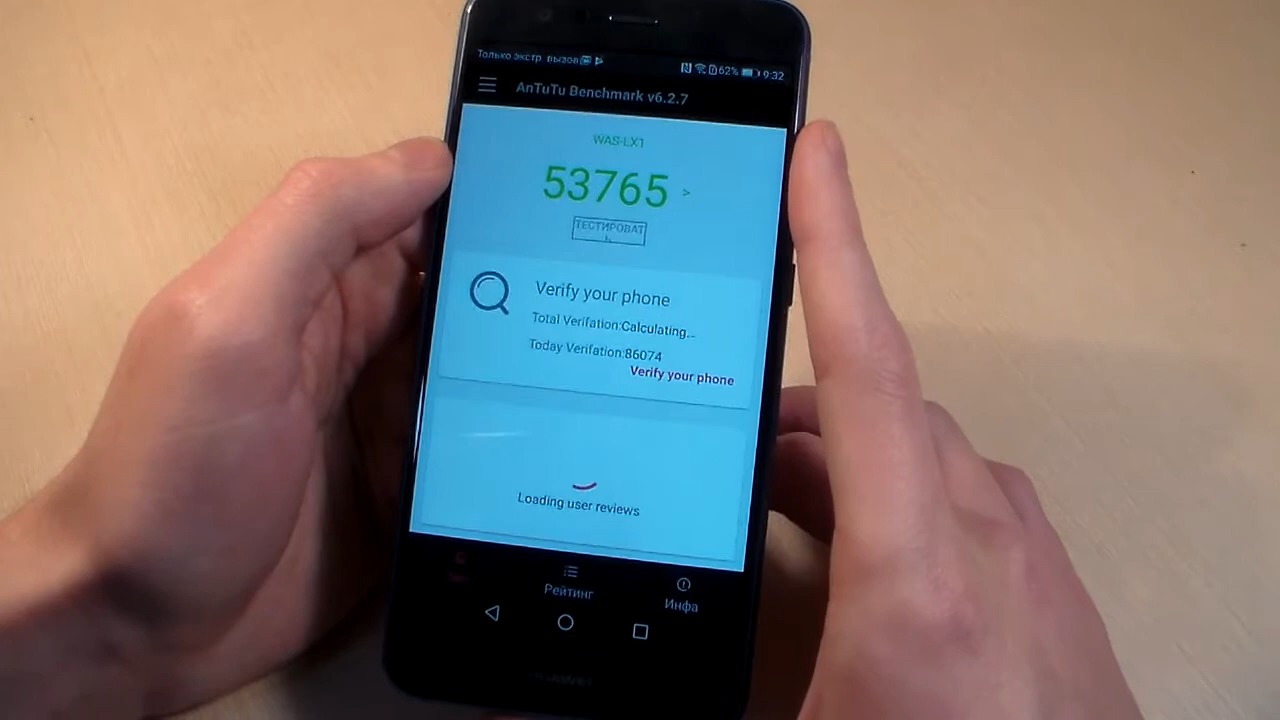 Только экстр. вызов 62% 9:32
AnTuTu Benchmark v6.2.7
WAS-LX1
53765 >
ТЕСТИРОВАТ
Ь
Verify your phone
Total Verifation:Calculating..
Today Verifation:86074
Verify your phone
Loading user reviews
Рейтинг
Инфа
HUAWEI